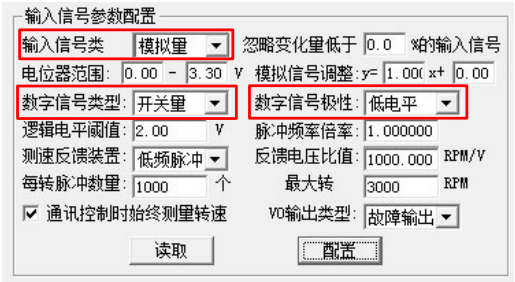 输入信号参数配置
输入信号类 模拟量 忽略变化量低于 0.0 %的输入信号
电位器范围: 0.00 - 3.30 V 模拟信号调整:y= 1.00( x+ 0.00
数字信号类型: 开关量 数字信号极性: 低电平
逻辑电平阈值: 2.00 V 脉冲频率倍率: 1.000000
测速反馈装置: 低频脉冲 反馈电压比值: 1000.000 RPM/V
每转脉冲数量: 1000 个 最大转 3000 RPM
通讯控制时始终测量转速 VO输出类型: 故障输出
读取 配置